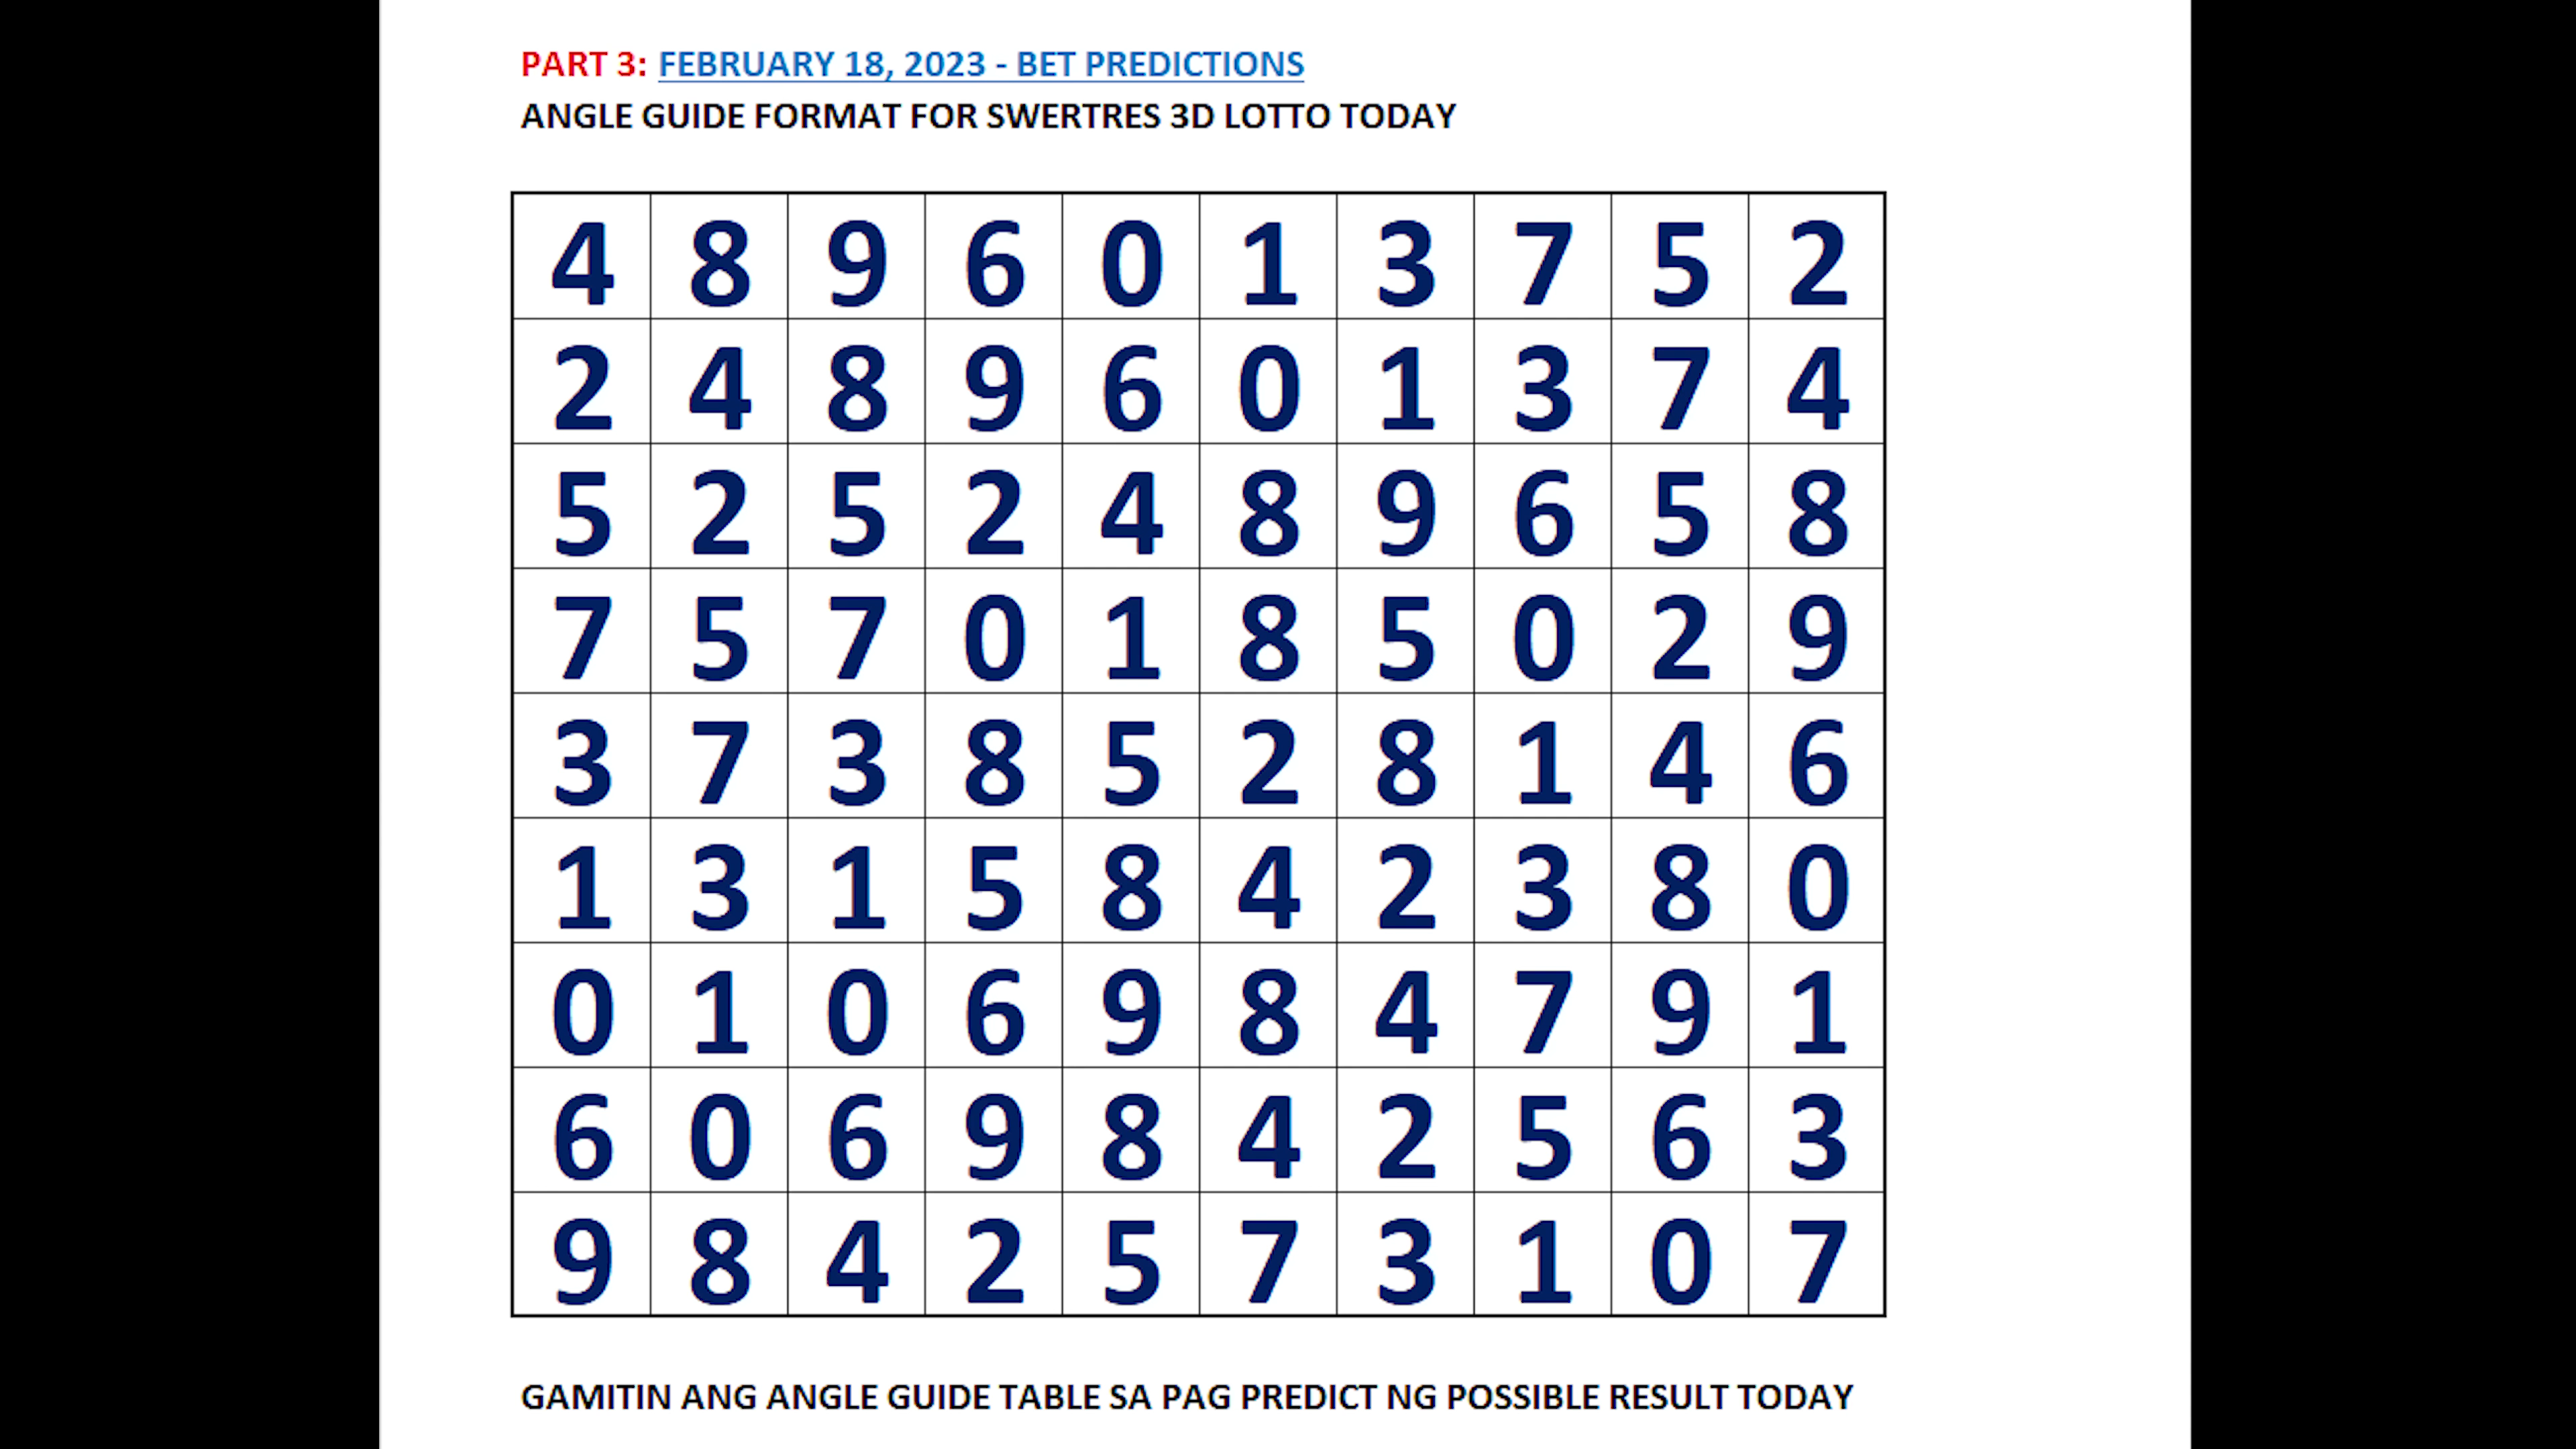 PART 3: FEBRUARY 18, 2023 - BET PREDICTIONS
ANGLE GUIDE FORMAT FOR SWERTRES 3D LOTTO TODAY
4 8 9 6 0 1 3 7 5 2
2 4 8 9 6 0 1 3 7 4
5 2 5 2 4 8 9 6 5 8
7 5 7 0 1 8 5 0 2 9
3 7 3 8 5 2 8 1 4 6
1 3 1 5 8 4 2 3 8 0
0 1 0 6 9 8 4 7 9 1
6 0 6 9 8 4 2 5 6 3
9 8 4 2 5 7 3 1 0 7
GAMITIN ANG ANGLE GUIDE TABLE SA PAG PREDICT NG POSSIBLE RESULT TODAY